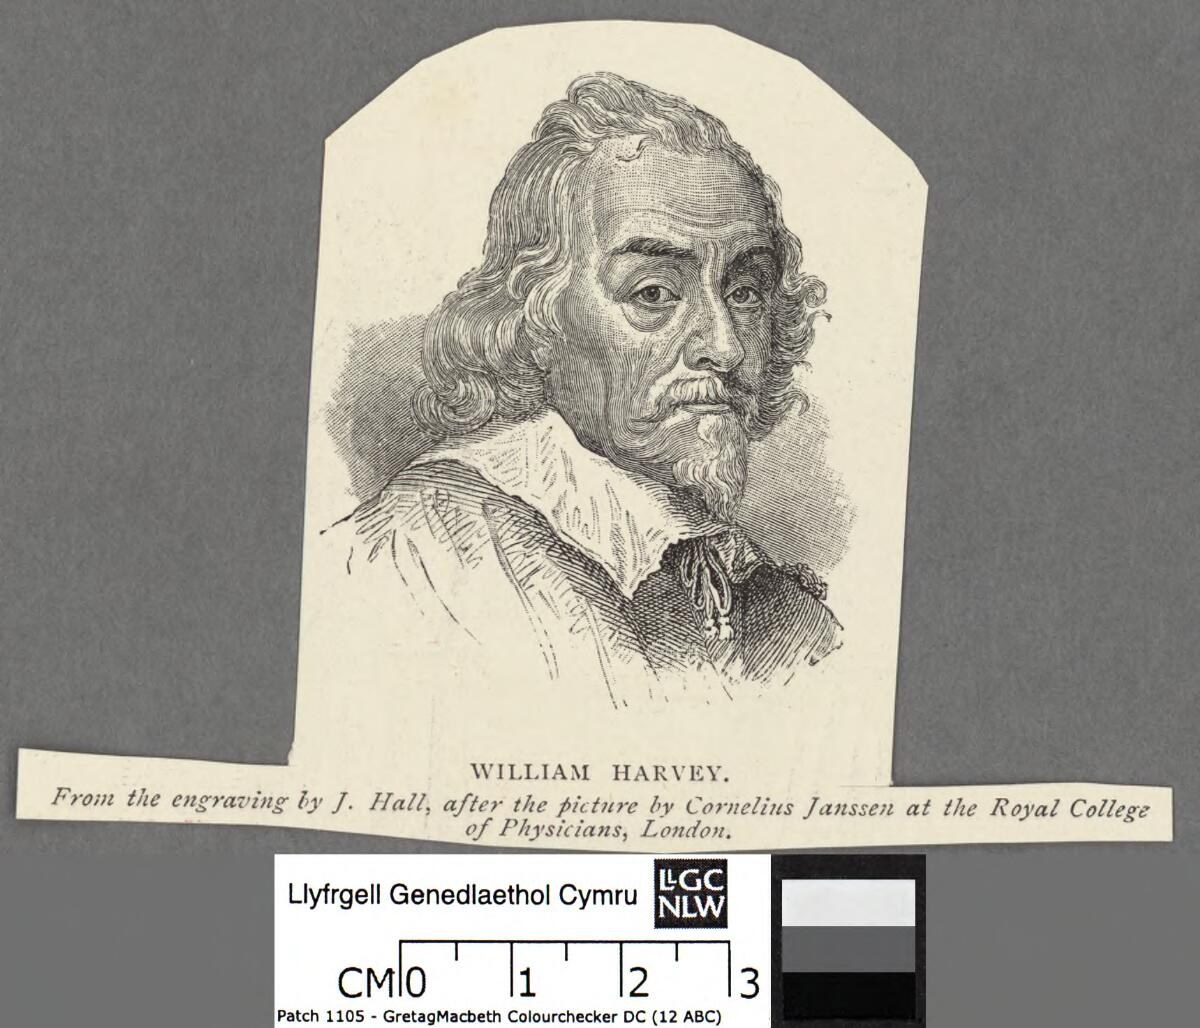 WILLIAM HARVEY.
From the engraving by J. Hall, after the picture by Cornelius Janssen at the Royal College
of Physicians, London.
Llyfrgell Genedlaethol Cymru
LLGC
NLW
CM 0 1 2 3
Patch 1105 - GretagMacbeth Colourchecker DC (12 ABC)